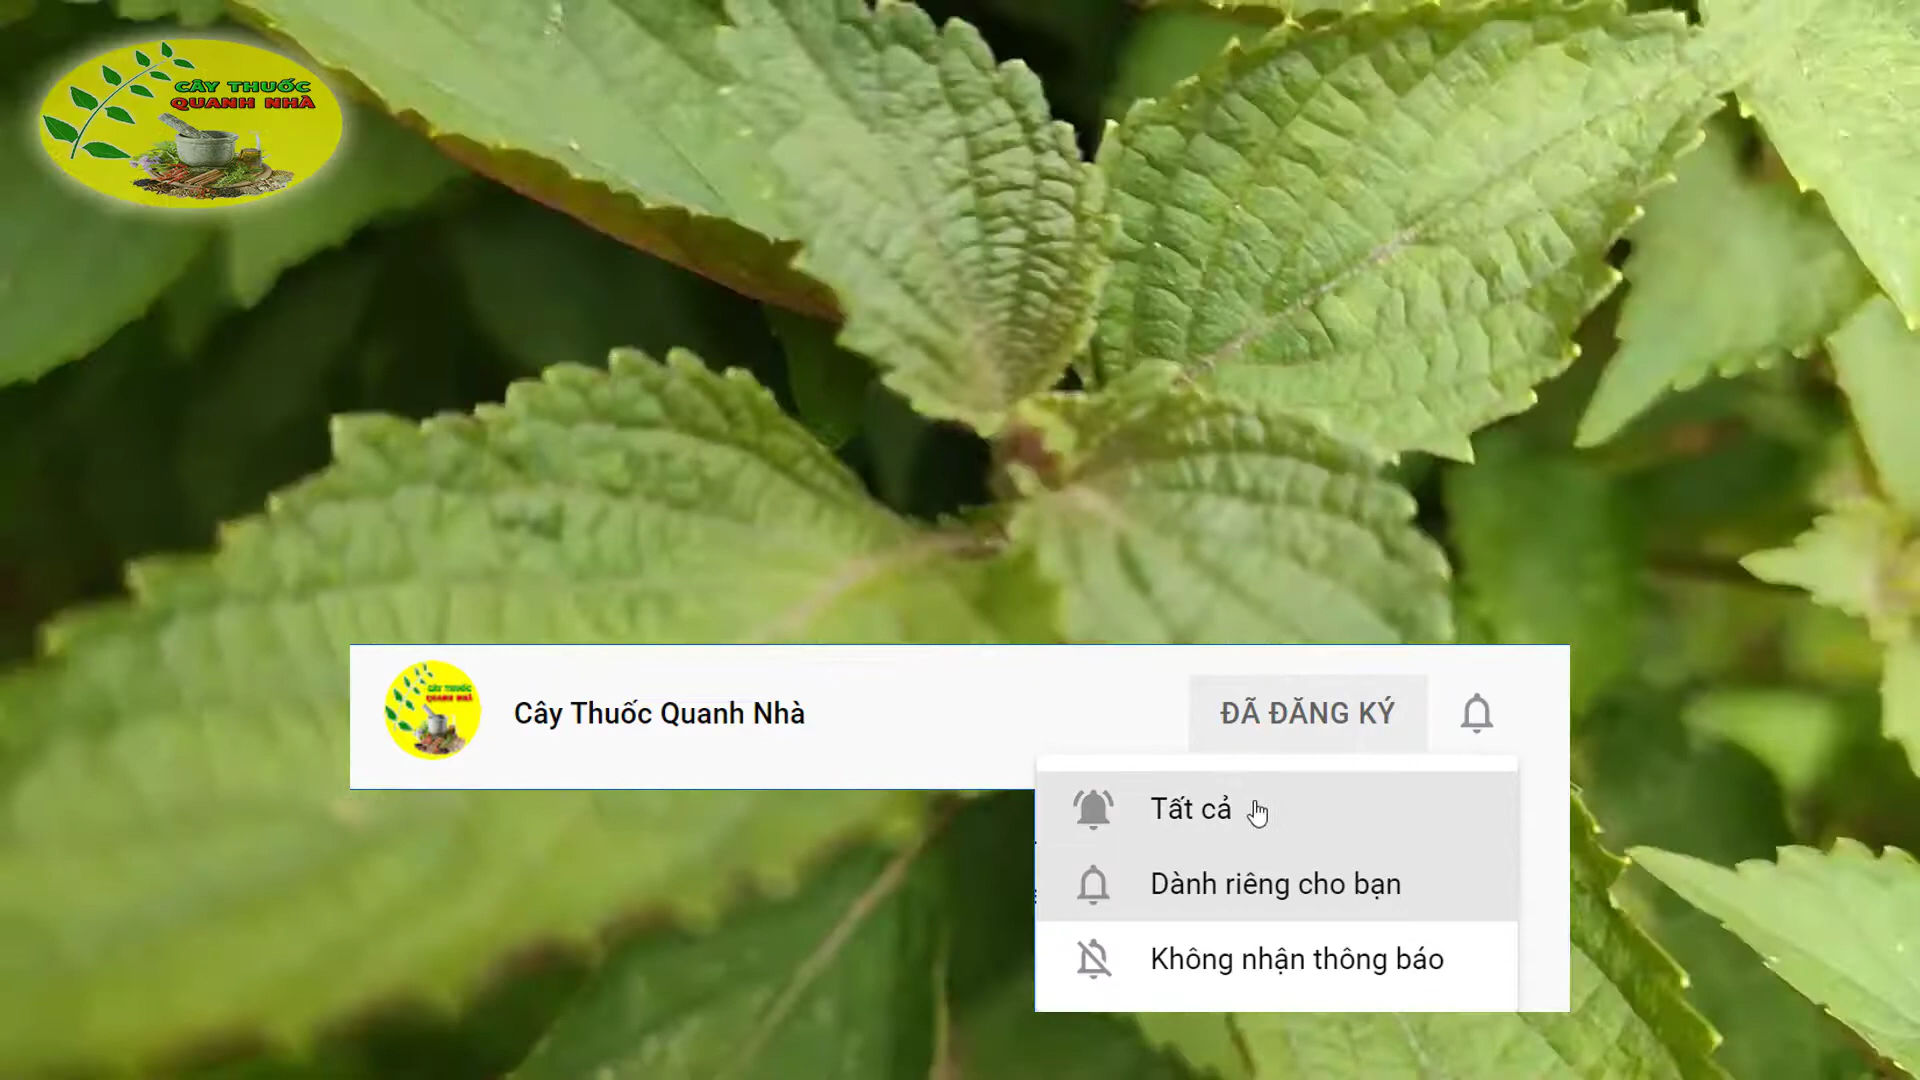 CÂY THUỐC
QUANH NHÀ
Cây Thuốc Quanh Nhà
ĐÃ ĐĂNG KÝ
Tất cả
Dành riêng cho bạn
Không nhận thông báo